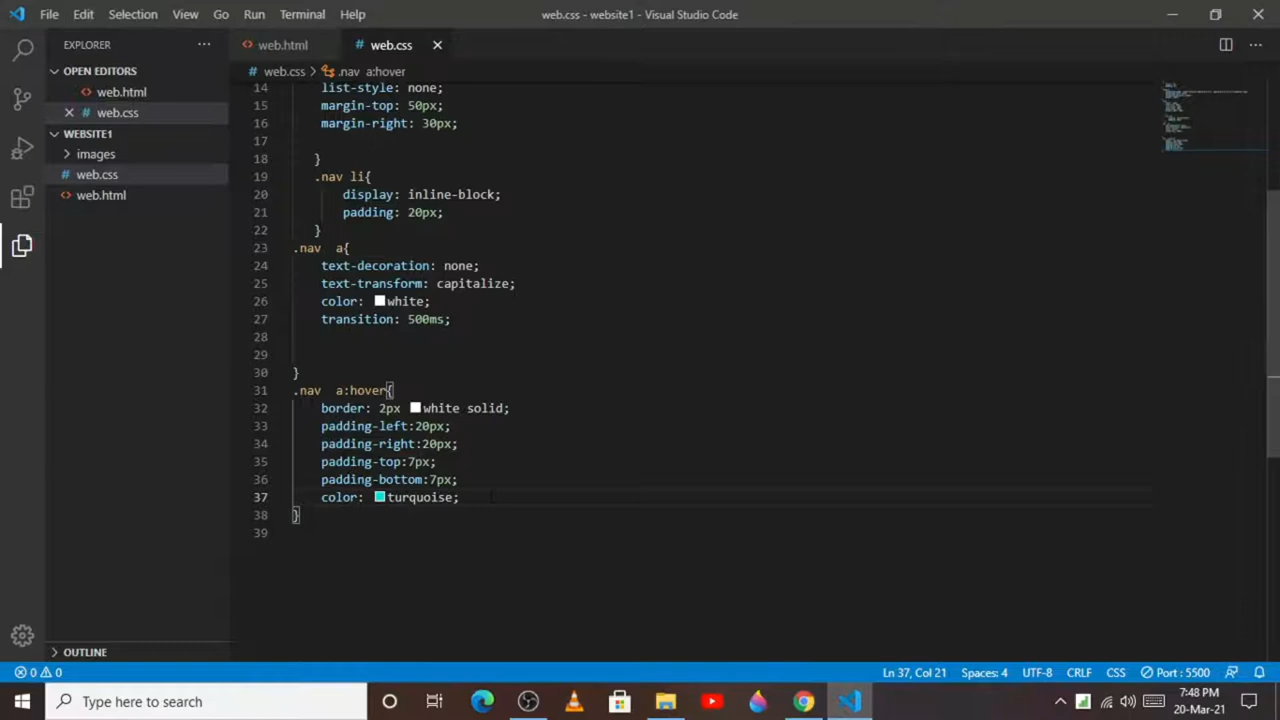 File Edit Selection View Go Run Terminal Help
web.css - website1 - Visual Studio Code
EXPLORER
OPEN EDITORS
web.html
web.css
WEBSITE1
images
web.css
web.html
OUTLINE
web.html
web.css
web.css > .nav a:hover
14 list-style: none;
15 margin-top: 50px;
16 margin-right: 30px;
17
18 }
19 .nav li{
20 display: inline-block;
21 padding: 20px;
22 }
23 .nav a{
24 text-decoration: none;
25 text-transform: capitalize;
26 color: white;
27 transition: 500ms;
28
29
30 }
31 .nav a:hover{
32 border: 2px white solid;
33 padding-left:20px;
34 padding-right:20px;
35 padding-top:7px;
36 padding-bottom:7px;
37 color: turquoise;
38 }
39
0 0 Ln 37, Col 21 Spaces: 4 UTF-8 CRLF CSS Port : 5500
Type here to search
7:48 PM
20-Mar-21